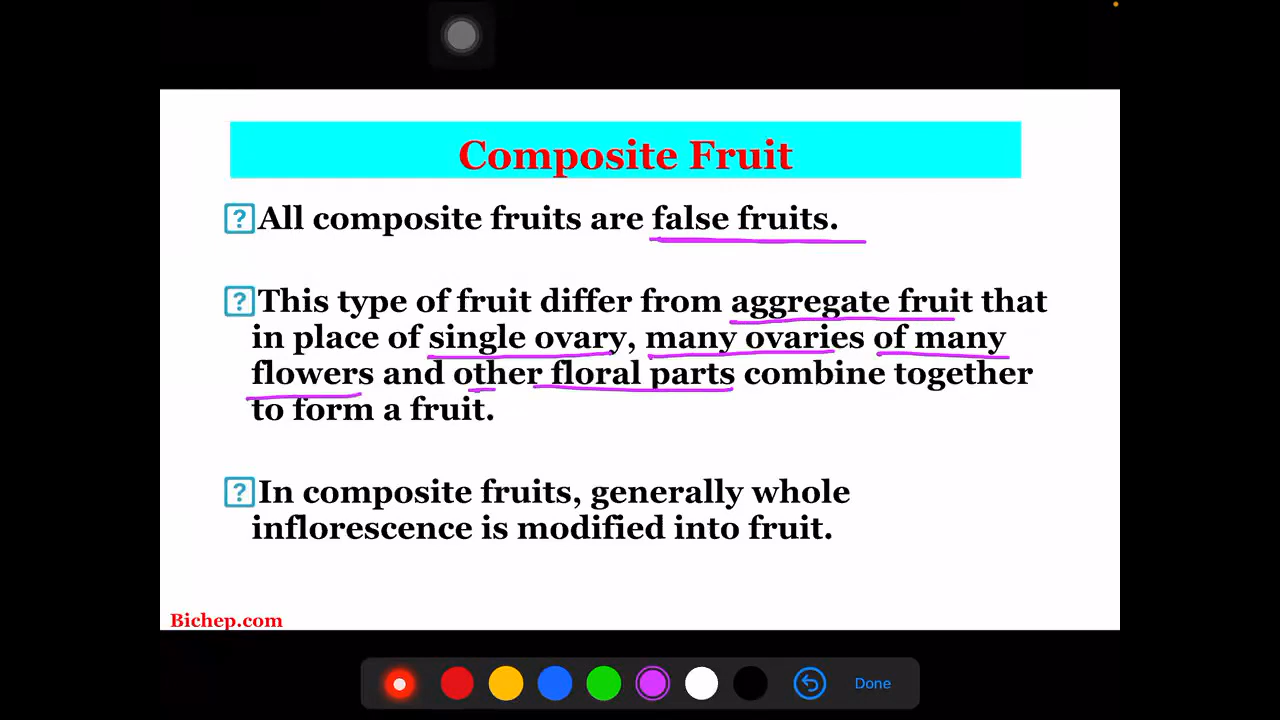 Composite Fruit
All composite fruits are false fruits.
This type of fruit differ from aggregate fruit that
in place of single ovary, many ovaries of many
flowers and other floral parts combine together
to form a fruit.
In composite fruits, generally whole
inflorescence is modified into fruit.
Bichep.com
Done